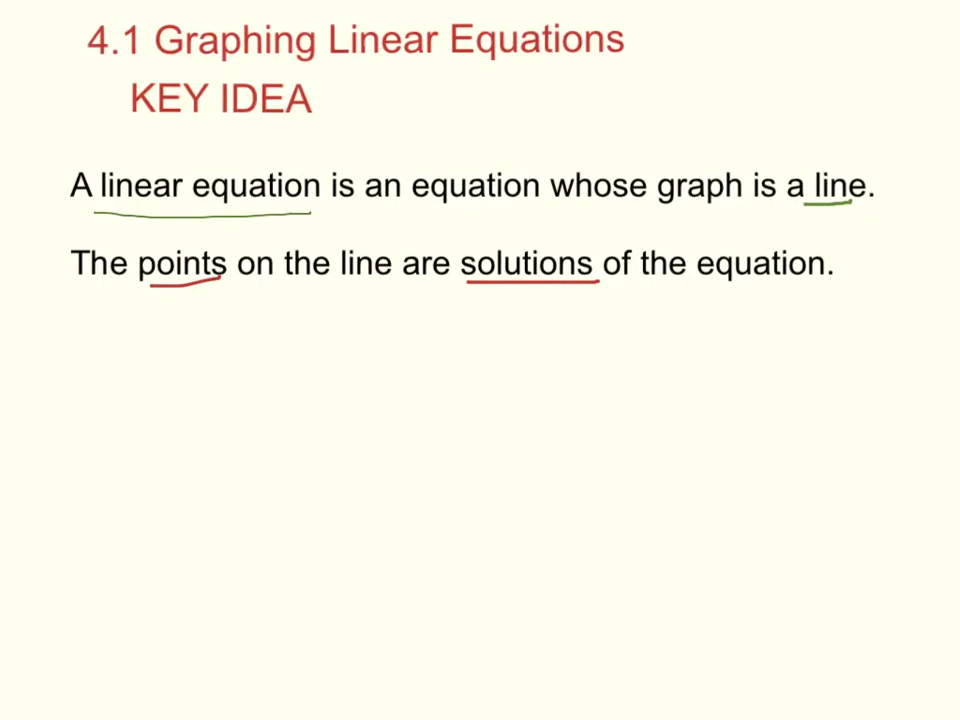 4.1 Graphing Linear Equations
KEY IDEA
A linear equation is an equation whose graph is a line.
The points on the line are solutions of the equation.